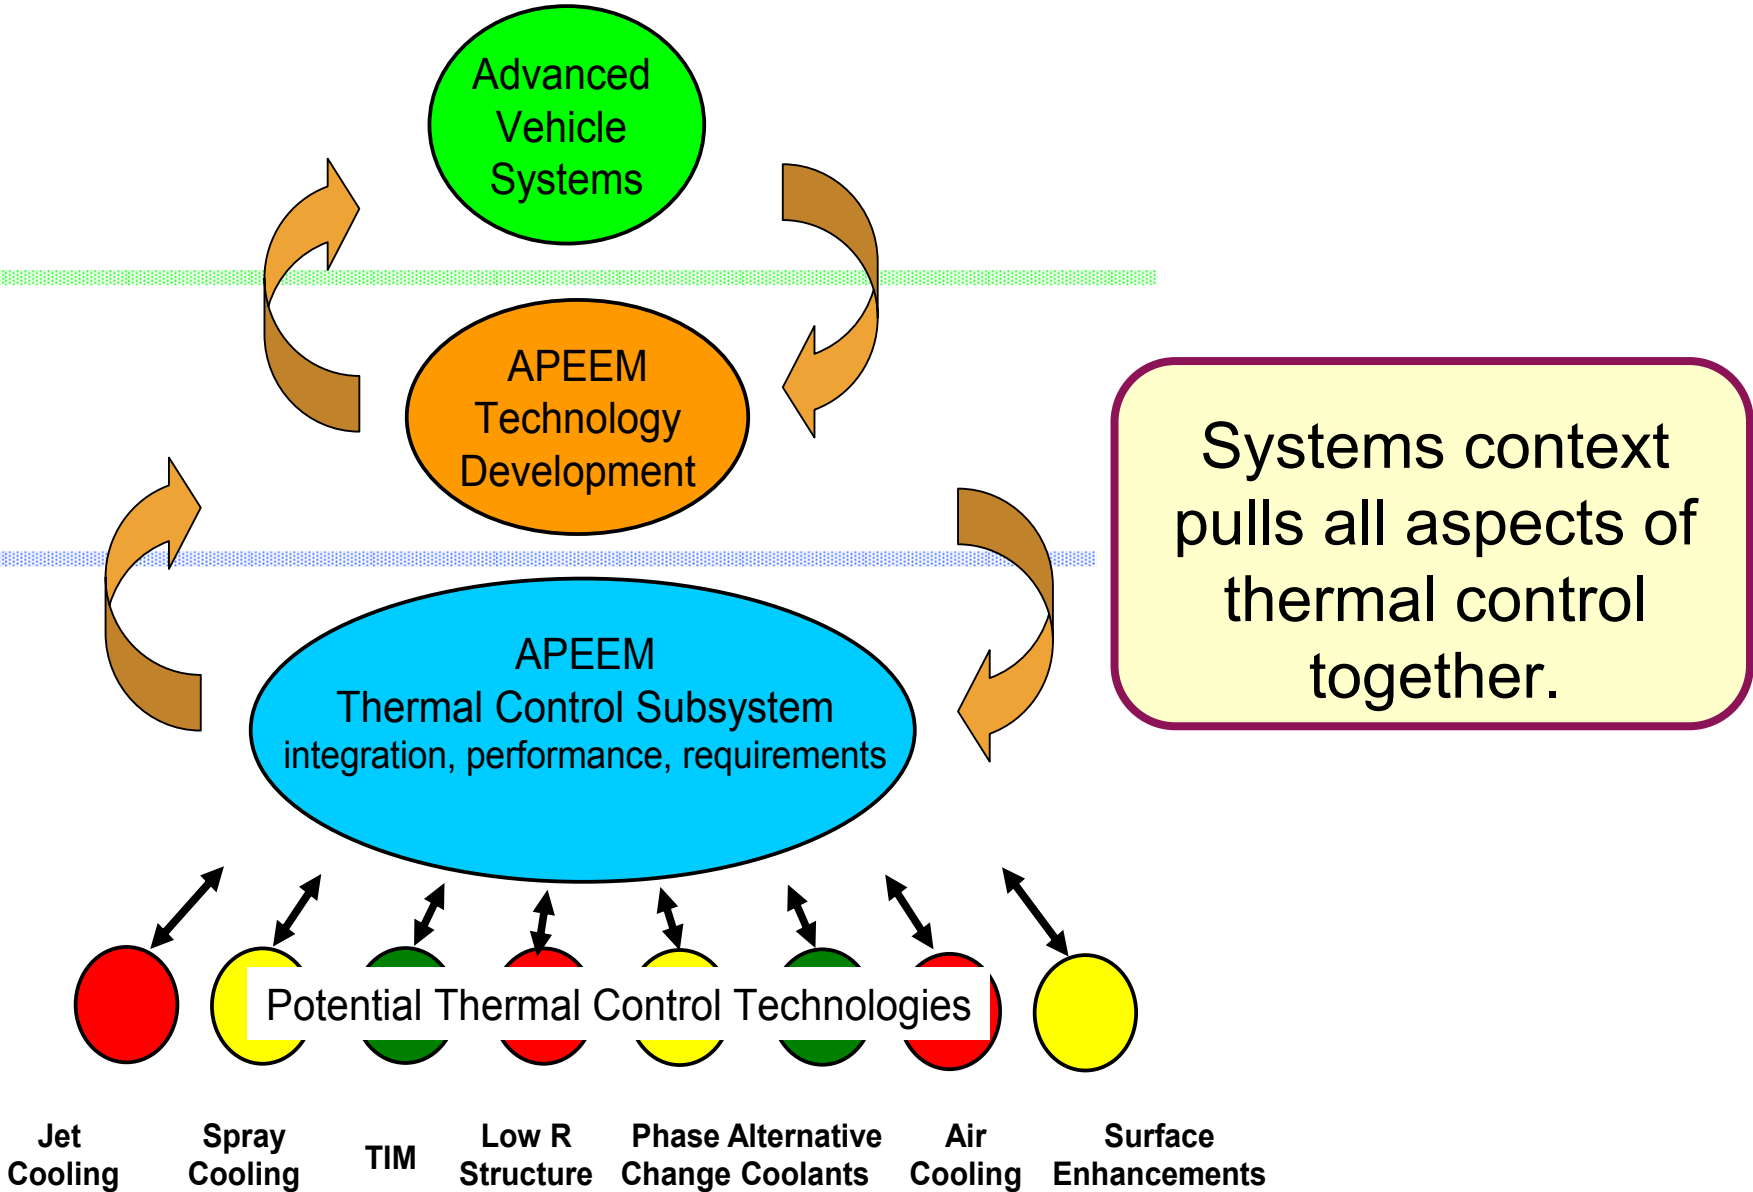 Advanced
Vehicle
Systems
APEEM
Technology
Development
Systems context
pulls all aspects of
thermal control
together.
APEEM
Thermal Control Subsystem
integration, performance, requirements
Potential Thermal Control Technologies
Jet
Cooling
Spray
Cooling
TIM
Low R
Structure
Phase
Change
Alternative
Coolants
Air
Cooling
Surface
Enhancements